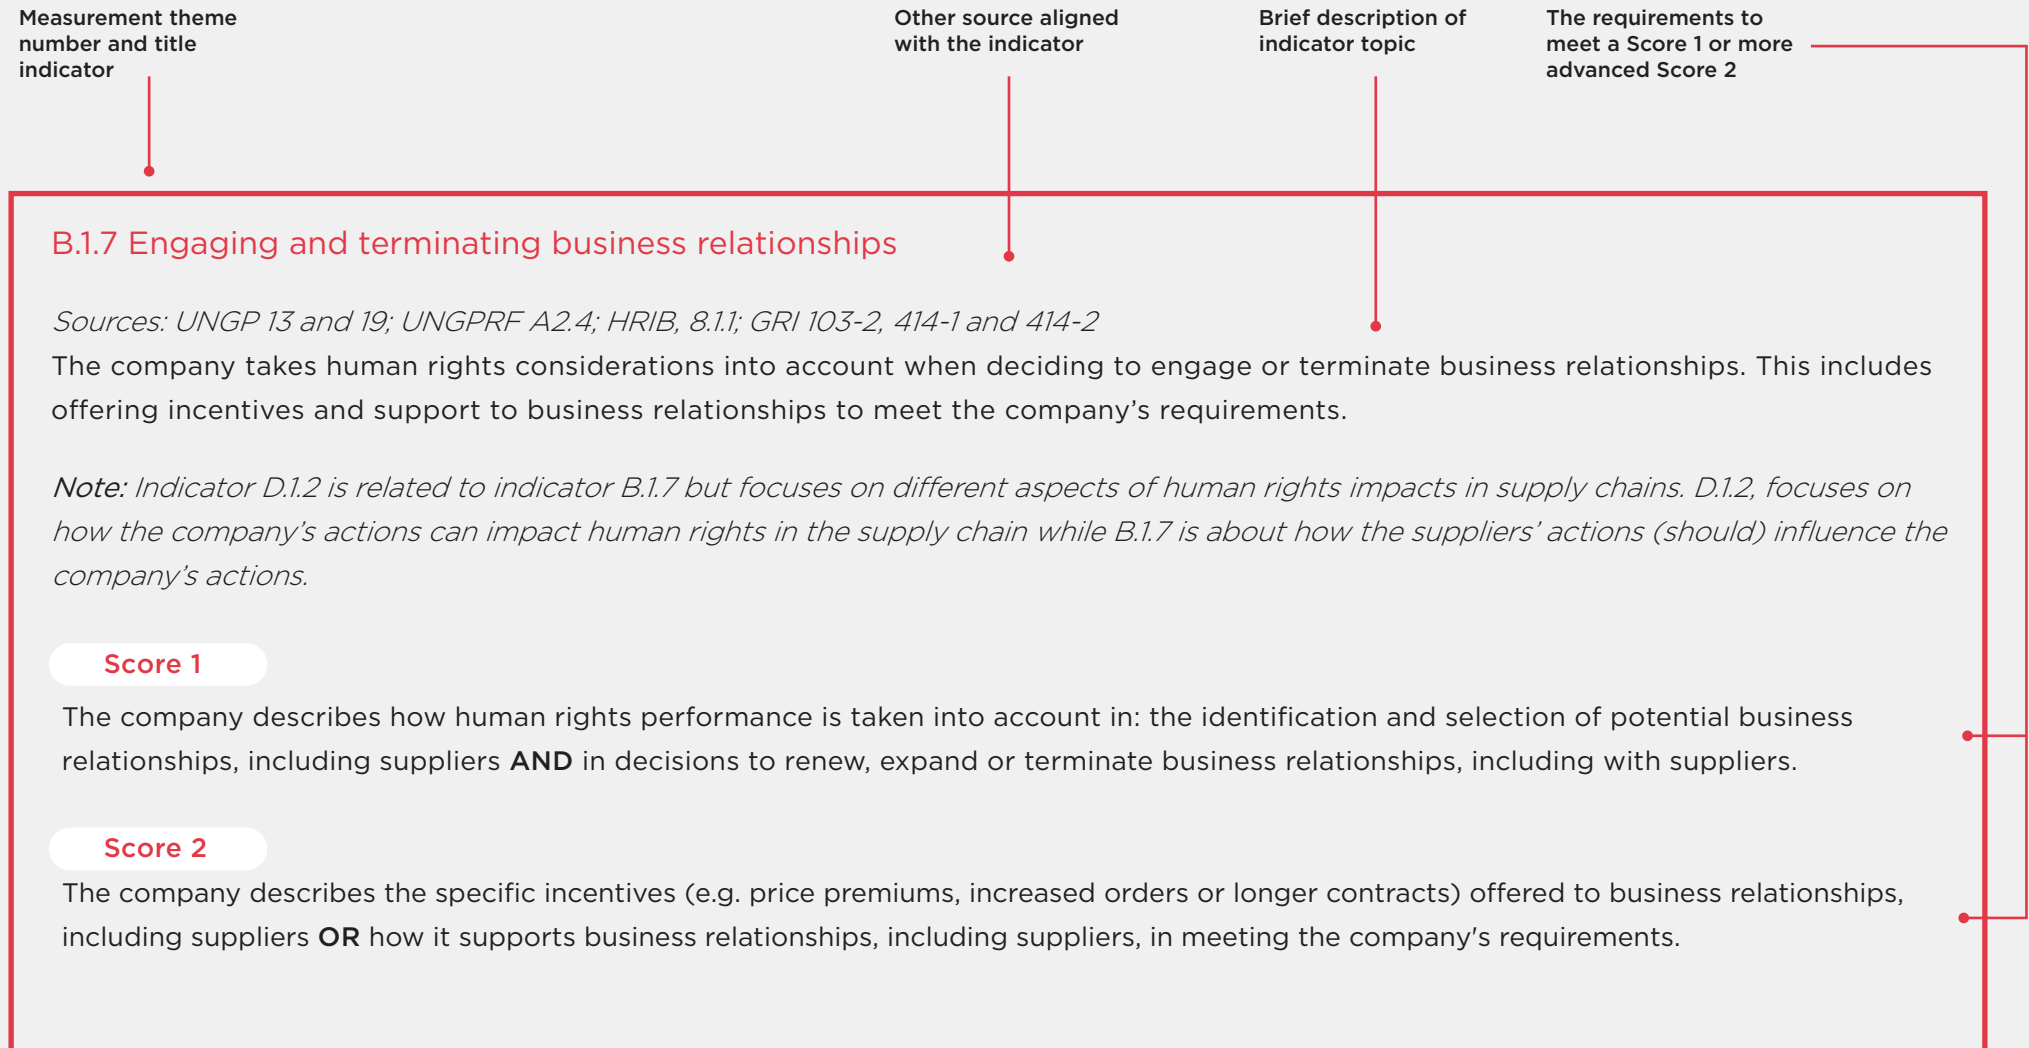 Measurement theme
number and title
indicator
Other source aligned
with the indicator
Brief description of
indicator topic
The requirements to
meet a Score 1 or more
advanced Score 2
B.1.7 Engaging and terminating business relationships
Sources: UNGP 13 and 19; UNGPRF A2.4; HRIB, 8.1.1; GRI 103-2, 414-1 and 414-2
The company takes human rights considerations into account when deciding to engage or terminate business relationships. This includes
offering incentives and support to business relationships to meet the company’s requirements.
Note: Indicator D.1.2 is related to indicator B.1.7 but focuses on different aspects of human rights impacts in supply chains. D.1.2, focuses on
how the company’s actions can impact human rights in the supply chain while B.1.7 is about how the suppliers’ actions (should) influence the
company’s actions.
Score 1
The company describes how human rights performance is taken into account in: the identification and selection of potential business
relationships, including suppliers AND in decisions to renew, expand or terminate business relationships, including with suppliers.
Score 2
The company describes the specific incentives (e.g. price premiums, increased orders or longer contracts) offered to business relationships,
including suppliers OR how it supports business relationships, including suppliers, in meeting the company's requirements.